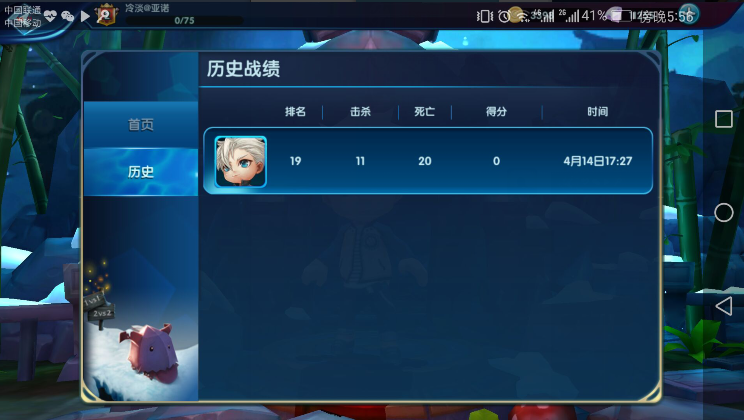 中国联通
中国移动
冷淡@亚诺
0/75
41%
傍晚5:56
历史战绩
首页
历史
排名 击杀 死亡 得分 时间
19 11 20 0 4月14日17:27
1vs1
2vs2